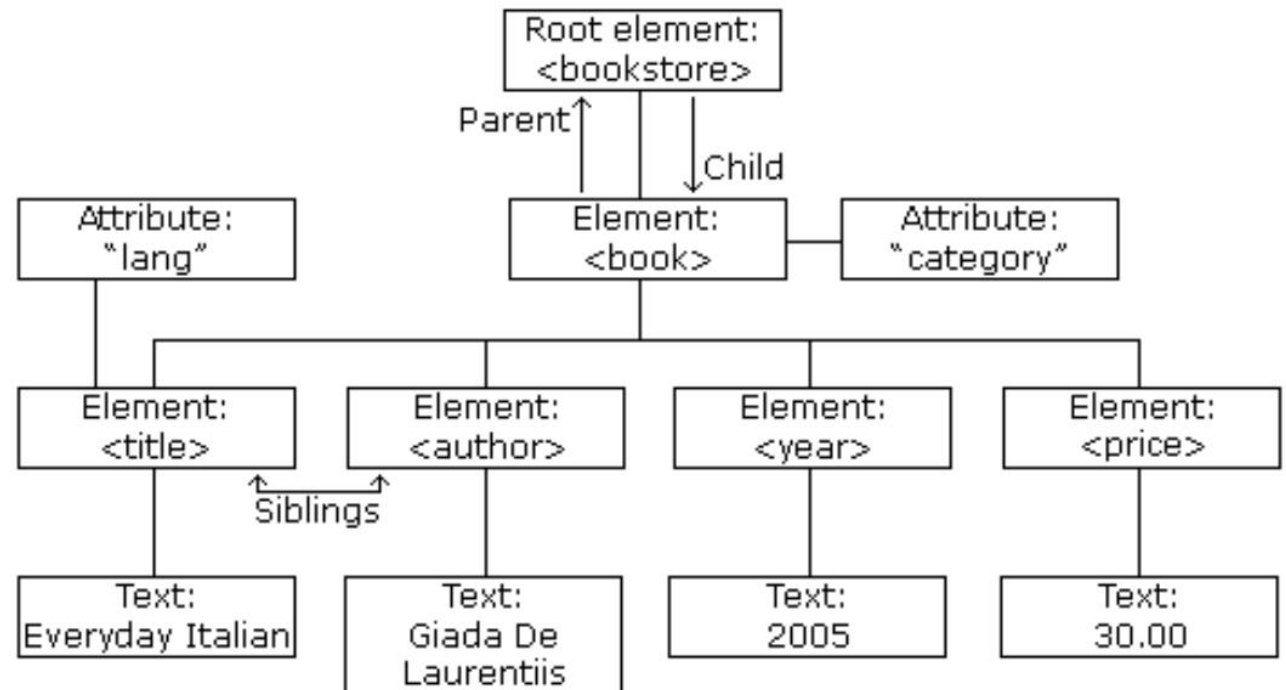 Root element:
<bookstore>
Parent
Child
Attribute:
“lang”
Element:
<book>
Attribute:
“category”
Element:
<title>
Element:
<author>
Element:
<year>
Element:
<price>
Siblings
Text:
Everyday Italian
Text:
Giada De
Laurentiis
Text:
2005
Text:
30.00